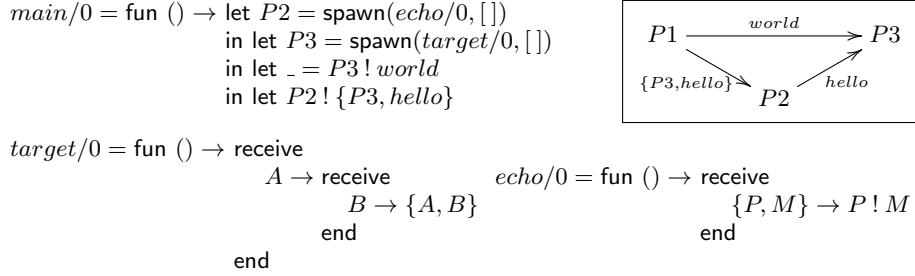 main/0 = fun () → let P2 = spawn(echo/0, [ ])
in let P3 = spawn(target/0, [ ])
in let _ = P3 ! world
in let P2 ! {P3, hello}
P1 world P3
{P3,hello} hello
P2
target/0 = fun () → receive
A → receive
B → {A, B}
end
end
echo/0 = fun () → receive
{P, M} → P ! M
end